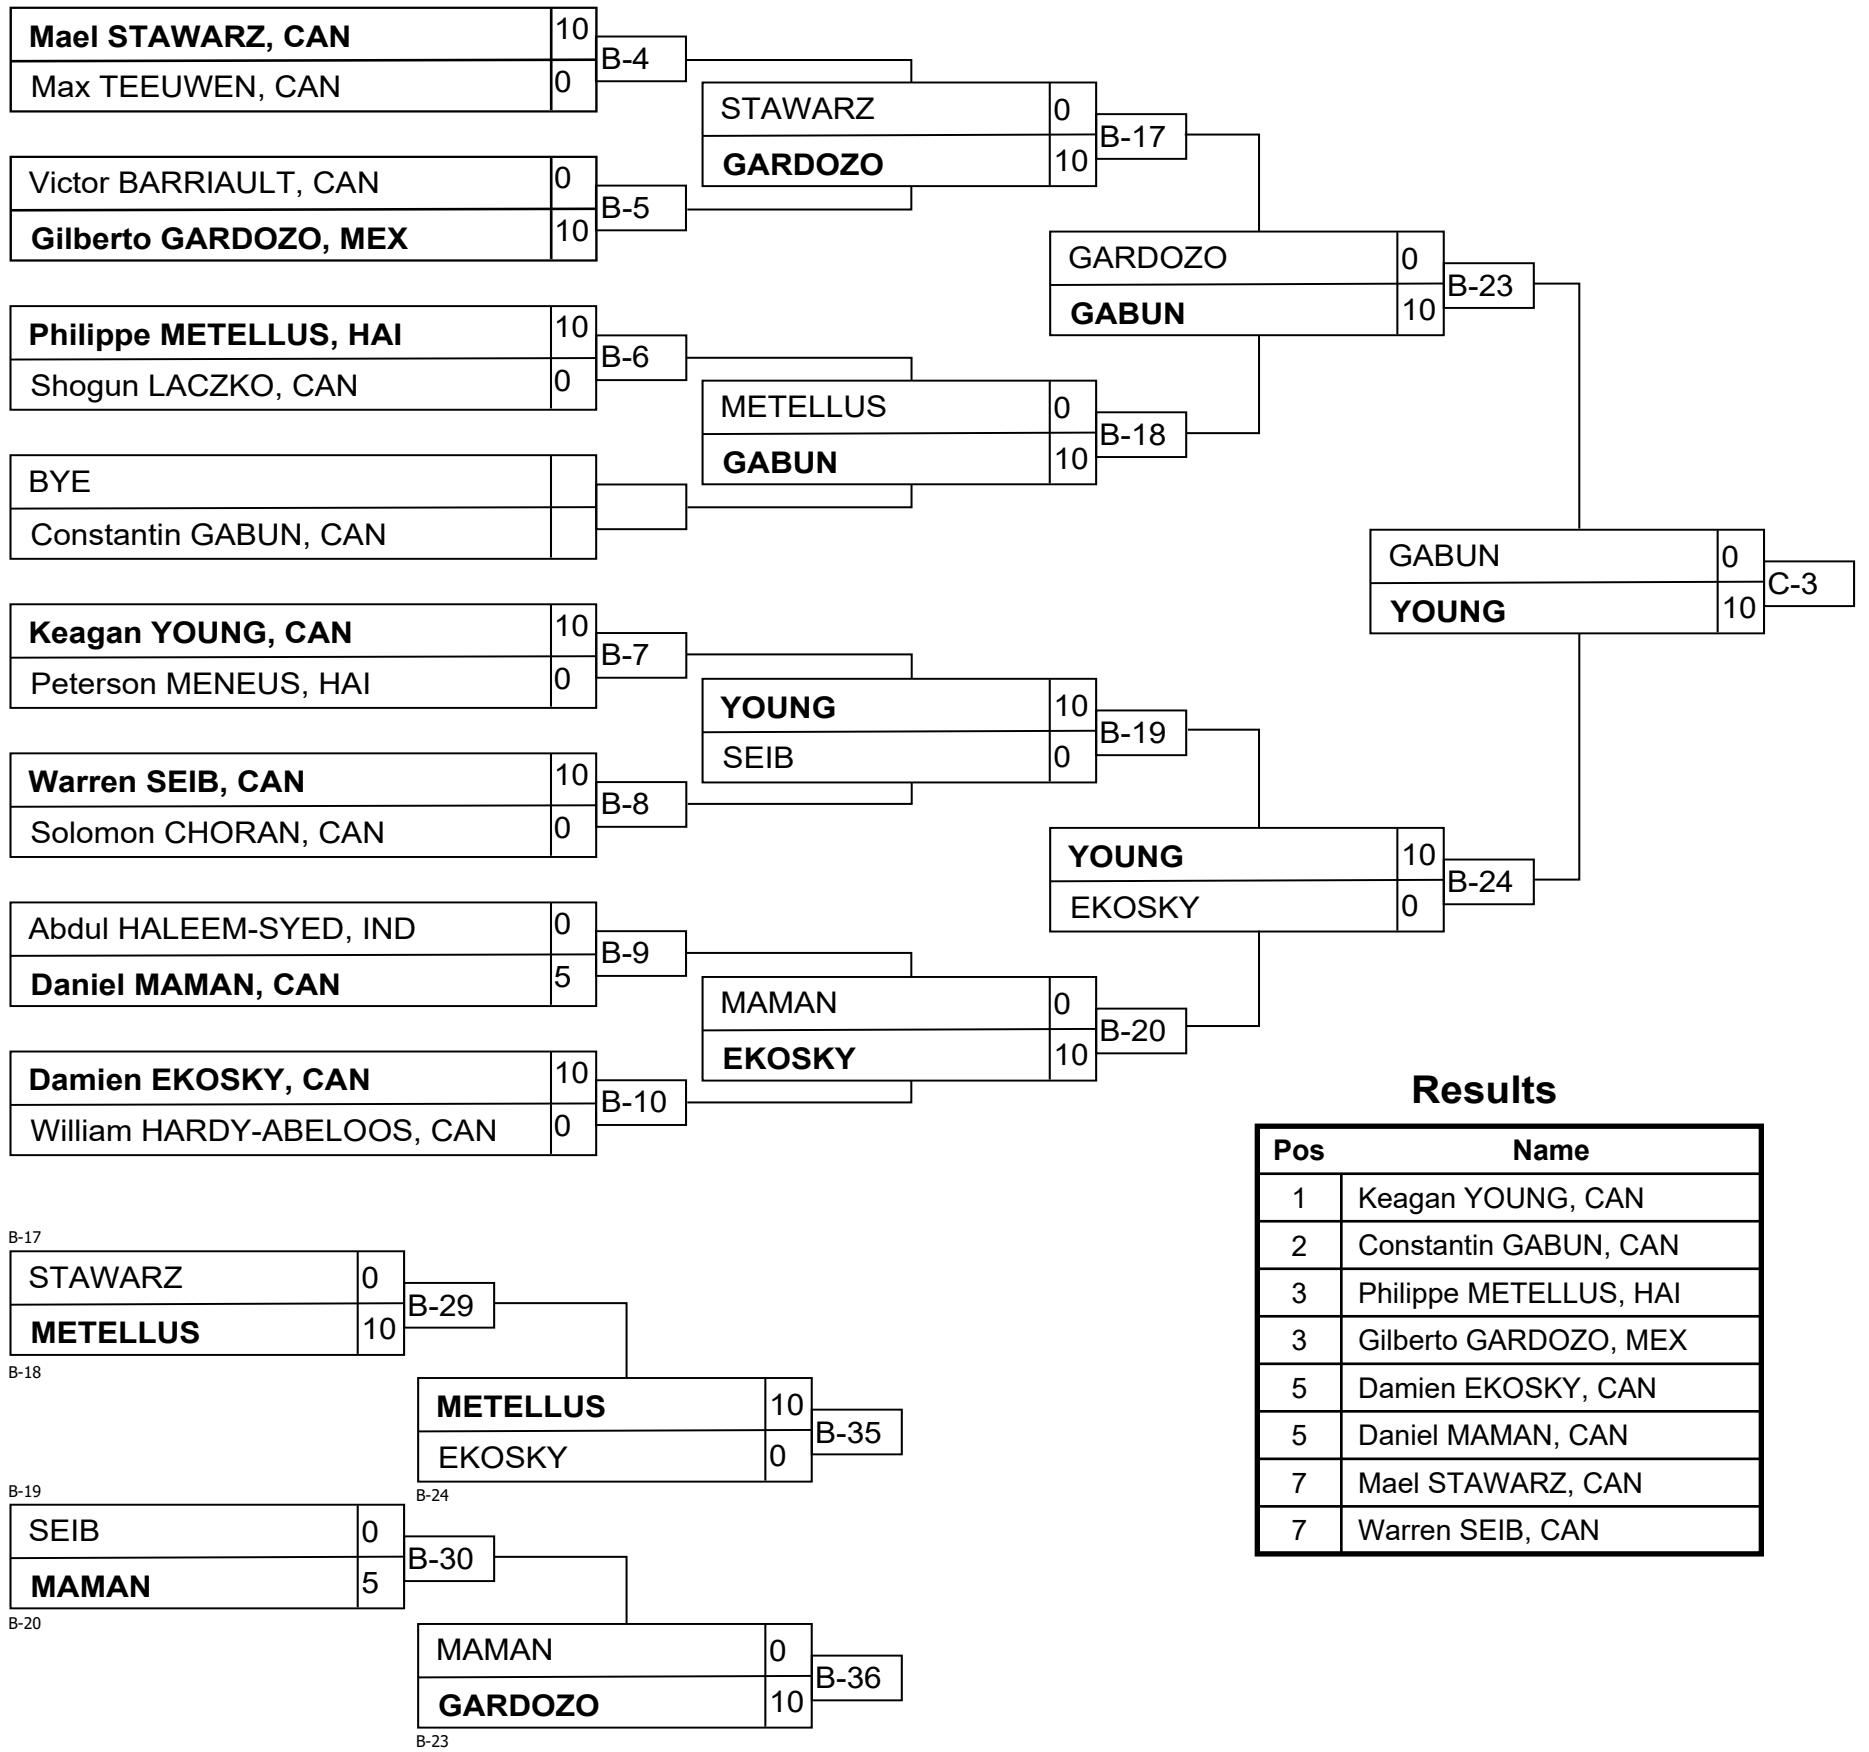 Mael STAWARZ, CAN 10
Max TEEUWEN, CAN 0
B-4
Victor BARRIAULT, CAN 0
Gilberto GARDOZO, MEX 10
B-5
Philippe METELLUS, HAI 10
Shogun LACZKO, CAN 0
B-6
BYE
Constantin GABUN, CAN
Keagan YOUNG, CAN 10
Peterson MENEUS, HAI 0
B-7
Warren SEIB, CAN 10
Solomon CHORAN, CAN 0
B-8
Abdul HALEEM-SYED, IND 0
Daniel MAMAN, CAN 5
B-9
Damien EKOSKY, CAN 10
William HARDY-ABELOOS, CAN 0
B-10
STAWARZ 0
GARDOZO 10
B-17
METELLUS 0
GABUN 10
B-18
YOUNG 10
SEIB 0
B-19
MAMAN 0
EKOSKY 10
B-20
GARDOZO 0
GABUN 10
B-23
YOUNG 10
EKOSKY 0
B-24
GABUN 0
YOUNG 10
C-3
B-17
STAWARZ 0
METELLUS 10
B-29
B-18
METELLUS 10
EKOSKY 0
B-35
B-24
B-19
SEIB 0
MAMAN 5
B-30
B-20
MAMAN 0
GARDOZO 10
B-36
B-23
Results
Pos Name
1 Keagan YOUNG, CAN
2 Constantin GABUN, CAN
3 Philippe METELLUS, HAI
3 Gilberto GARDOZO, MEX
5 Damien EKOSKY, CAN
5 Daniel MAMAN, CAN
7 Mael STAWARZ, CAN
7 Warren SEIB, CAN